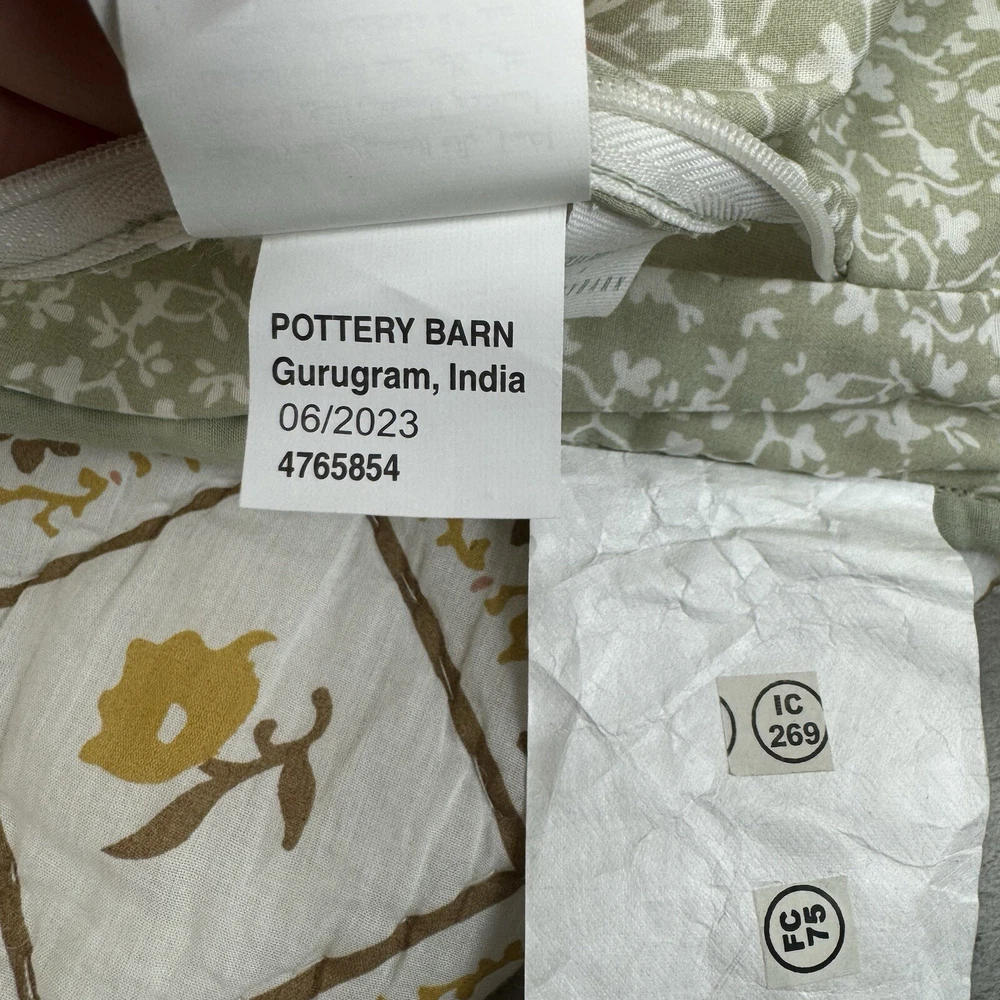 POTTERY BARN
Gurugram, India
06/2023
4765854
IC
269
FC
75